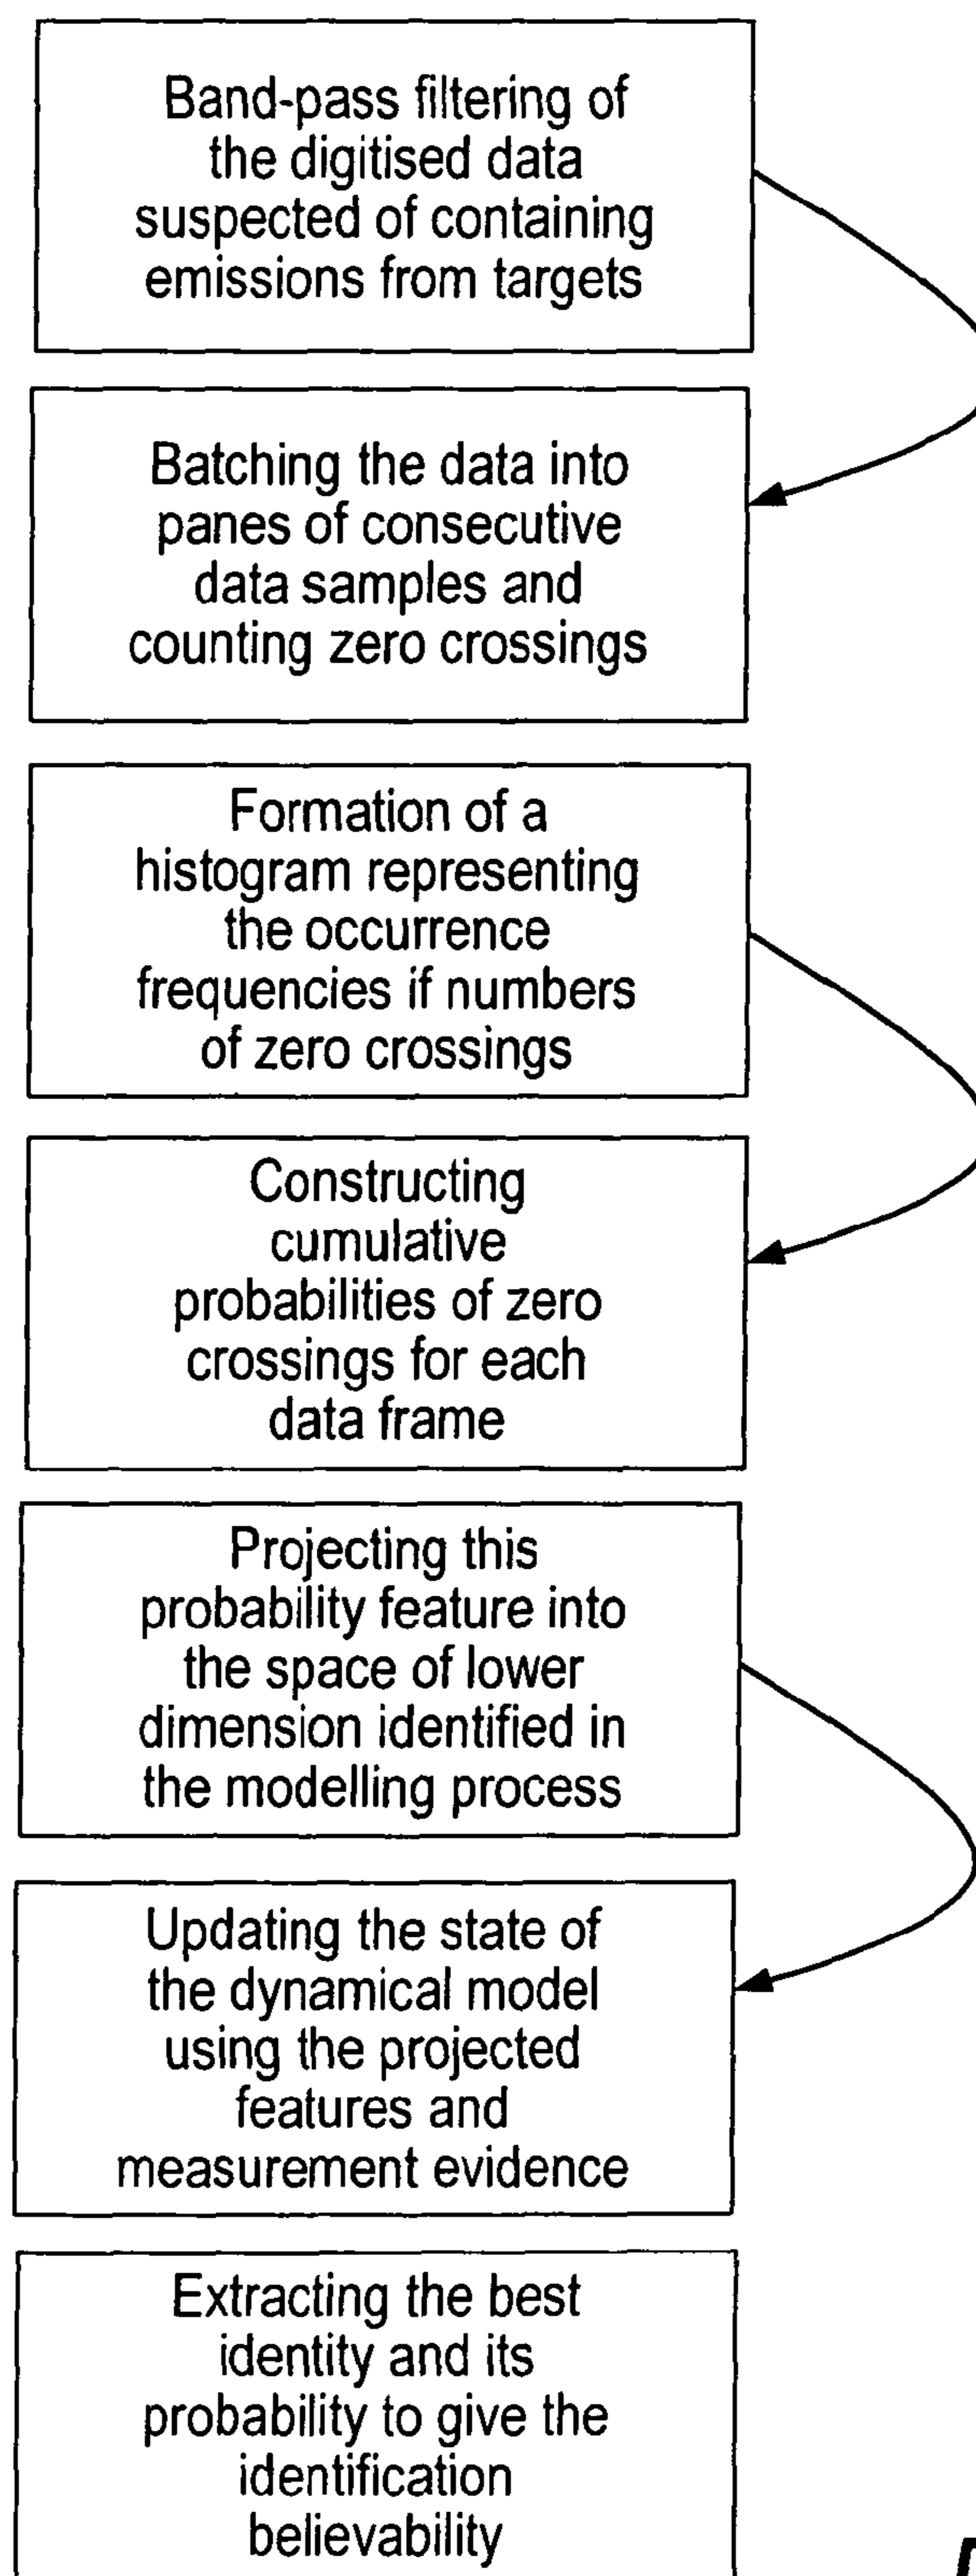 Band-pass filtering of
the digitised data
suspected of containing
emissions from targets
Batching the data into
panes of consecutive
data samples and
counting zero crossings
Formation of a
histogram representing
the occurrence
frequencies if numbers
of zero crossings
Constructing
cumulative
probabilities of zero
crossings for each
data frame
Projecting this
probability feature into
the space of lower
dimension identified in
the modelling process
Updating the state of
the dynamical model
using the projected
features and
measurement evidence
Extracting the best
identity and its
probability to give the
identification
believability